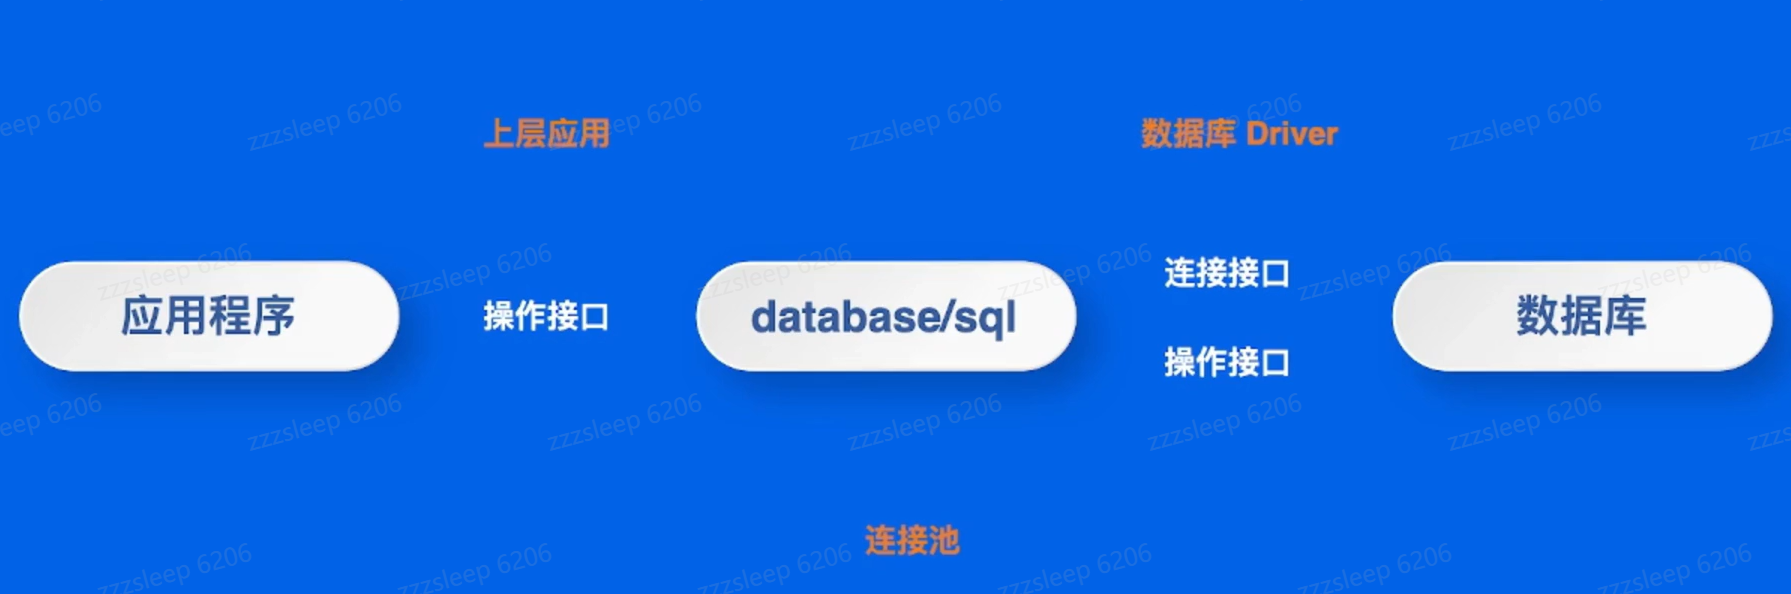 上层应用
数据库 Driver
应用程序
操作接口
database/sql
连接接口
操作接口
数据库
连接池
zzzsleep 6206